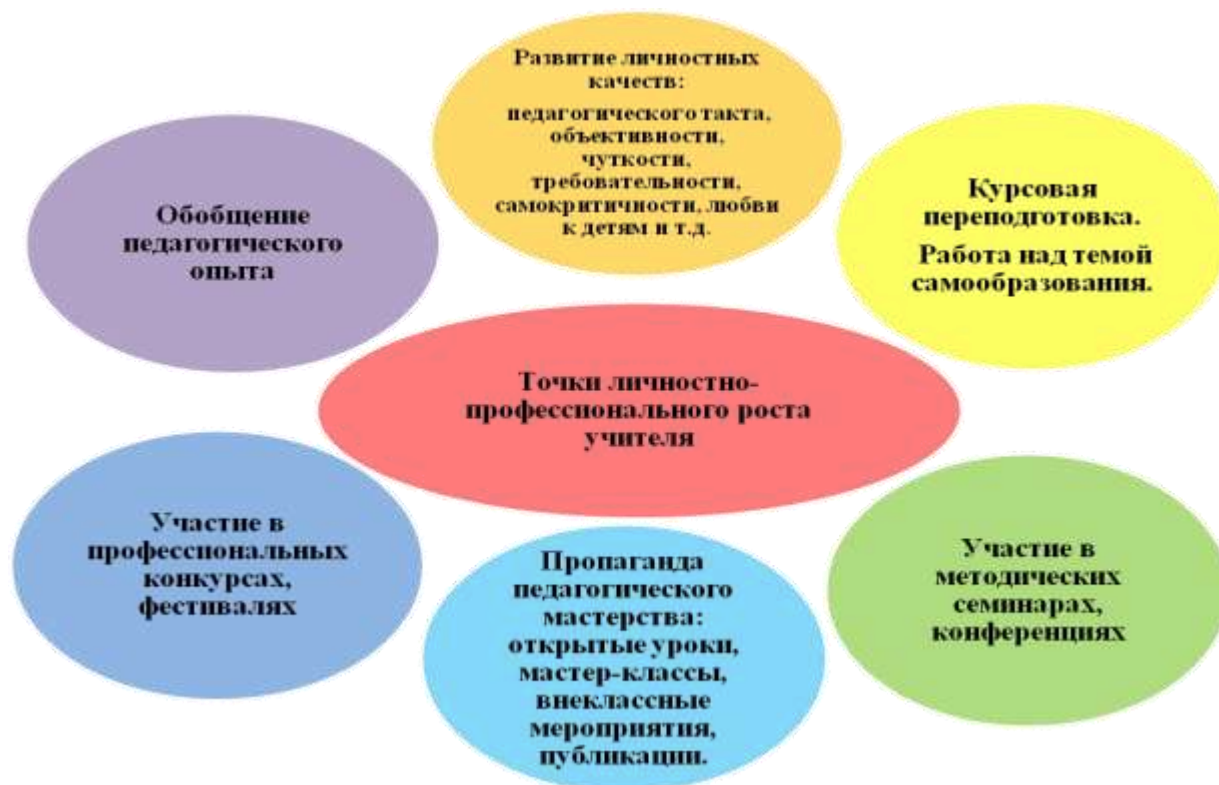 Развитие личностных
качеств:
педагогического такта,
объективности,
чуткости,
требовательности,
самокритичности, любви
к детям и т.д.
Обобщение
педагогического
опыта
Курсовая
переподготовка.
Работа над темой
самообразования.
Точки личностно-
профессионального роста
учителя
Участие в
профессиональных
конкурсах,
фестивалях
Пропаганда
педагогического
мастерства:
открытые уроки,
мастер-классы,
внеклассные
мероприятия,
публикации.
Участие в
методических
семинарах,
конференциях